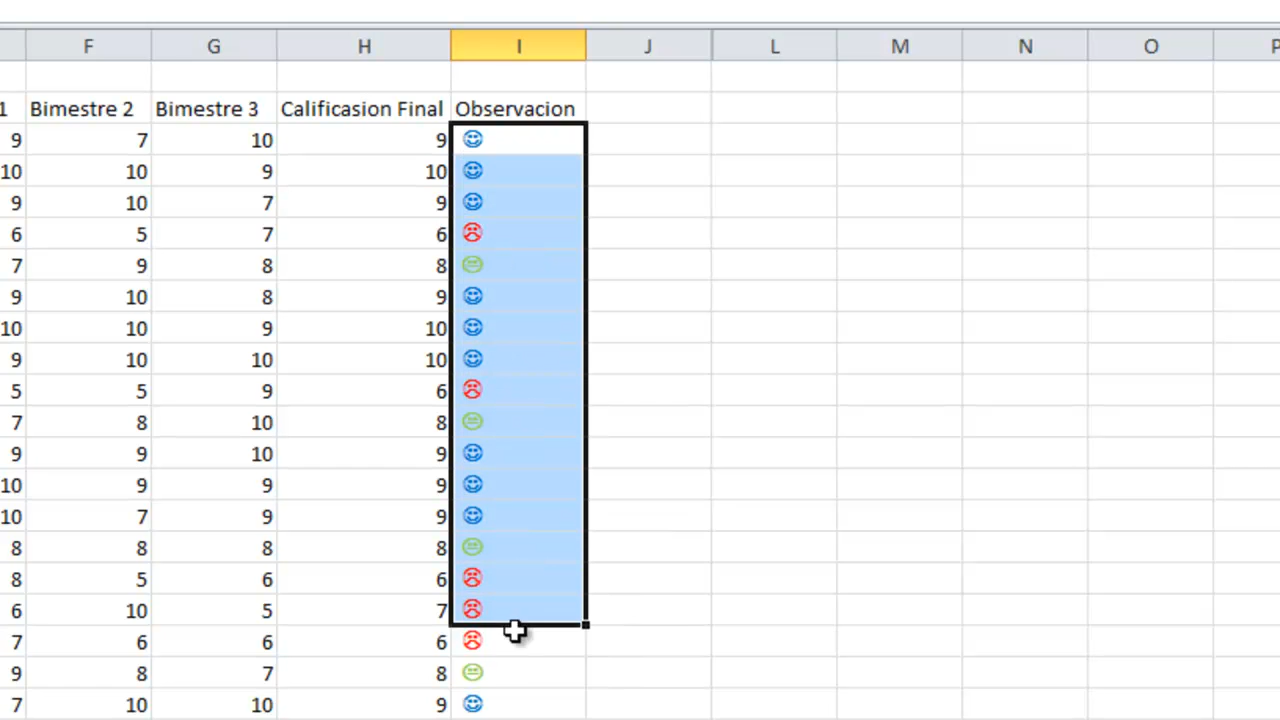 F G H I J L M N O P
1 Bimestre 2 Bimestre 3 Calificasion Final Observacion
9 7 10 9
10 10 9 10
9 10 7 9
6 5 7 6
7 9 8 8
9 10 8 9
10 10 9 10
9 10 10 10
5 5 9 6
7 8 10 8
9 9 10 9
10 9 9 9
10 7 9 9
8 8 8 8
8 5 6 6
6 10 5 7
7 6 6 6
9 8 7 8
7 10 10 9